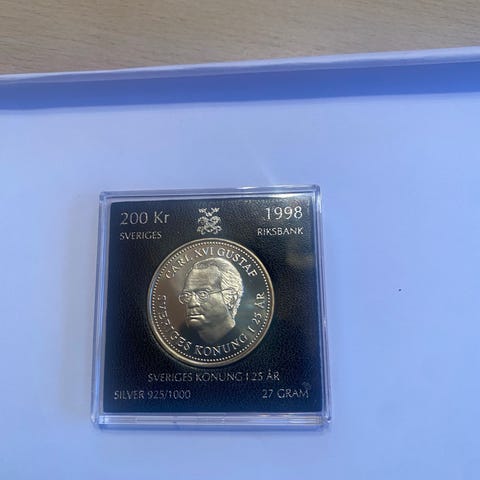 200 Kr
1998
SVERIGES
RIKSBANK
CARL XVI GUSTAF
SVERIGES KONUNG I 25 ÅR
SVERIGES KONUNG I 25 ÅR
SILVER 925/1000
27 GRAM